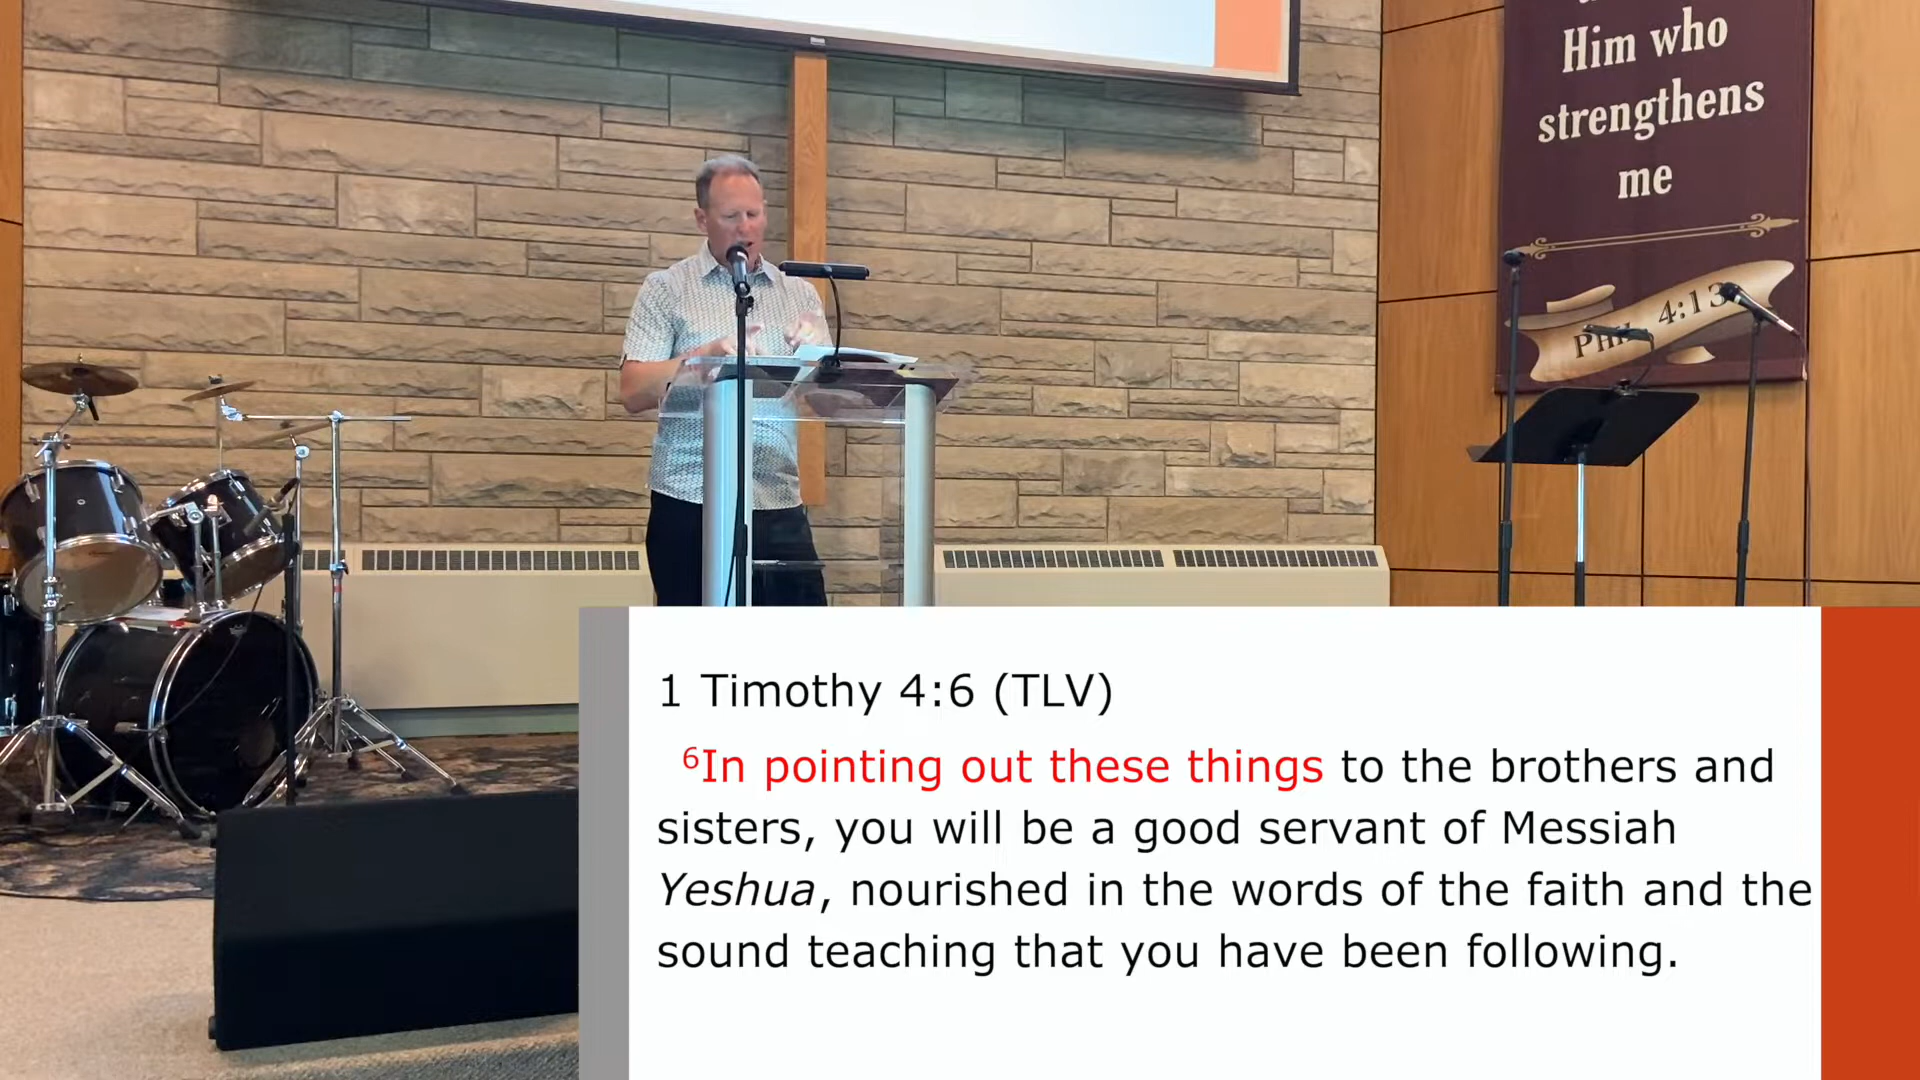 Him who
strengthens
me
Phil 4:13
1 Timothy 4:6 (TLV)
⁶In pointing out these things to the brothers and
sisters, you will be a good servant of Messiah
Yeshua, nourished in the words of the faith and the
sound teaching that you have been following.